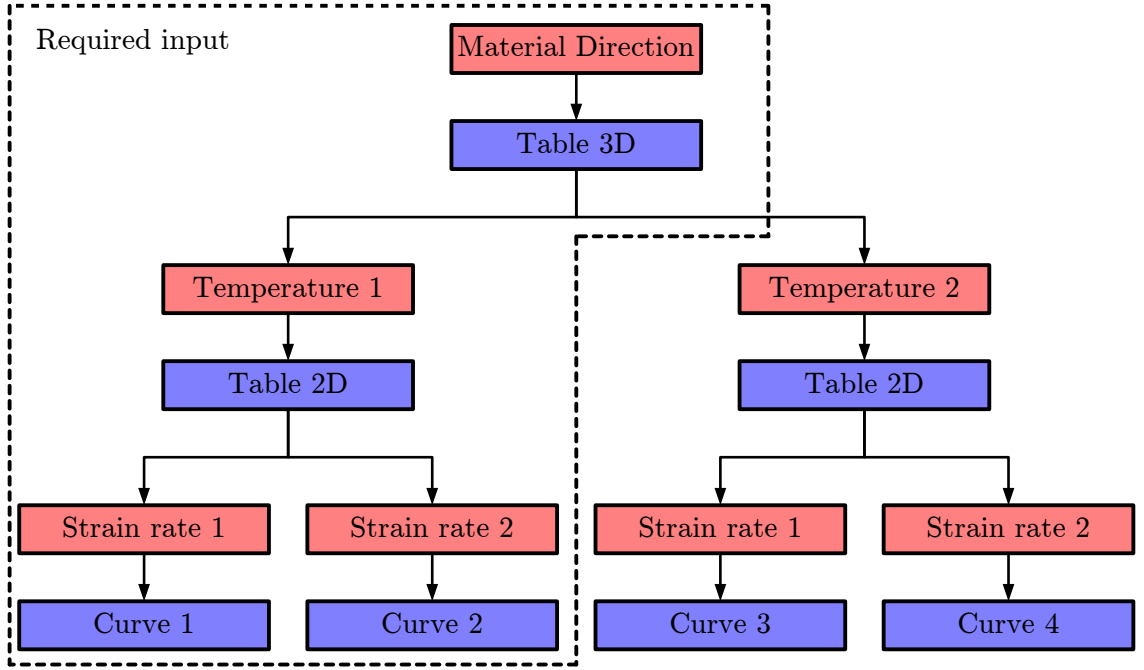 Required input
Material Direction
Table 3D
Temperature 1
Temperature 2
Table 2D
Table 2D
Strain rate 1
Strain rate 2
Strain rate 1
Strain rate 2
Curve 1
Curve 2
Curve 3
Curve 4